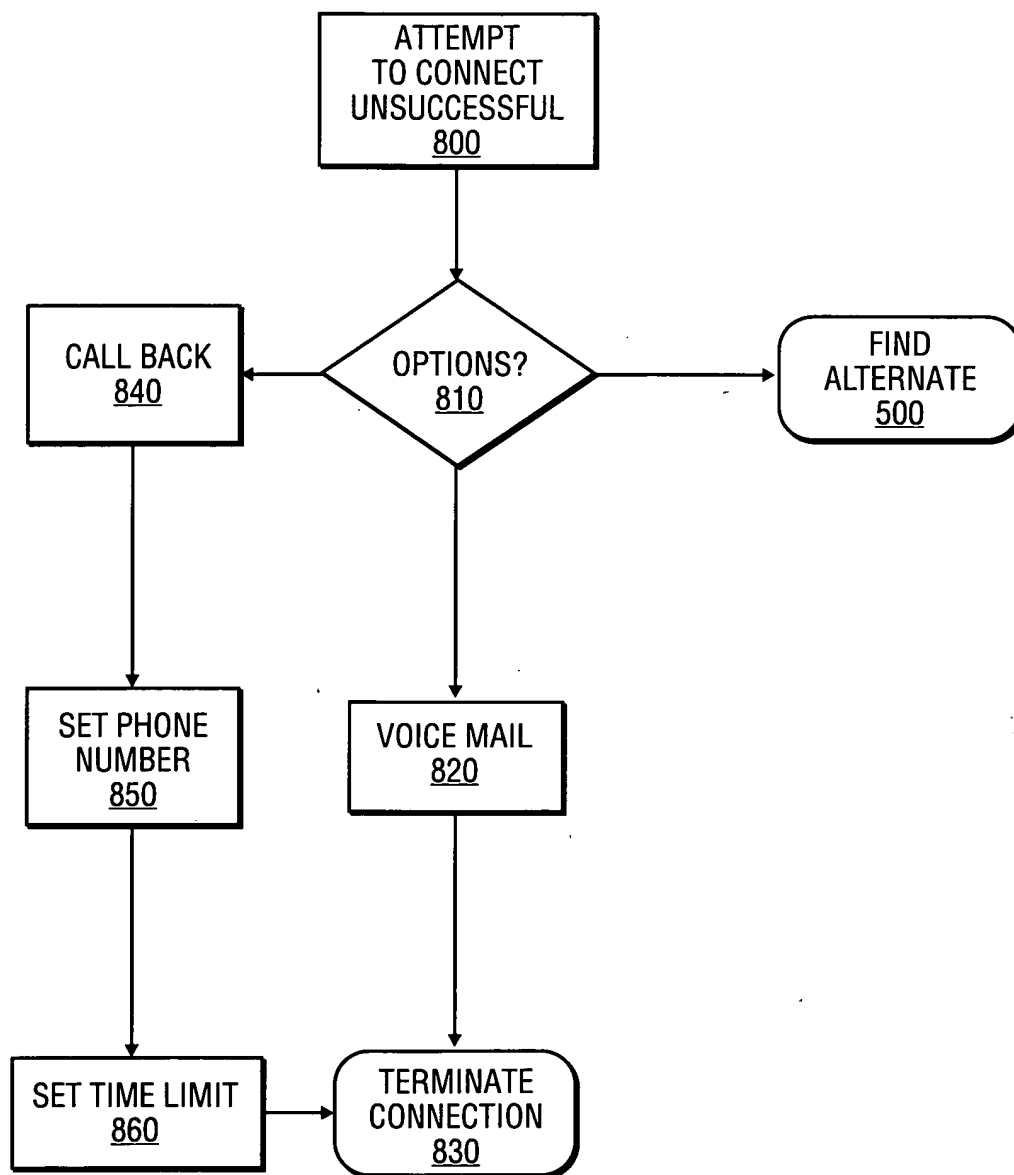 ATTEMPT
TO CONNECT
UNSUCCESSFUL
800
CALL BACK
840
OPTIONS?
810
FIND
ALTERNATE
500
SET PHONE
NUMBER
850
VOICE MAIL
820
SET TIME LIMIT
860
TERMINATE
CONNECTION
830